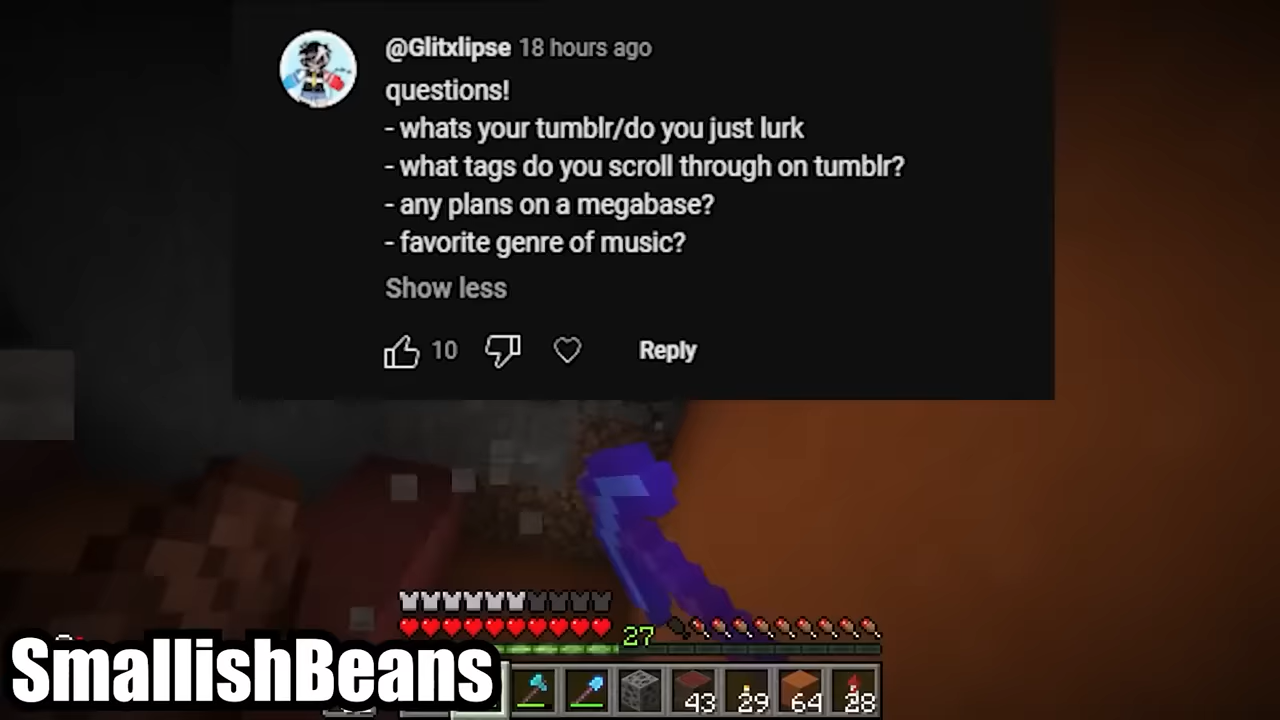 @Glitxlipse 18 hours ago
questions!
- whats your tumblr/do you just lurk
- what tags do you scroll through on tumblr?
- any plans on a megabase?
- favorite genre of music?
Show less
10 Reply
27
SmallishBeans
43 29 64 28